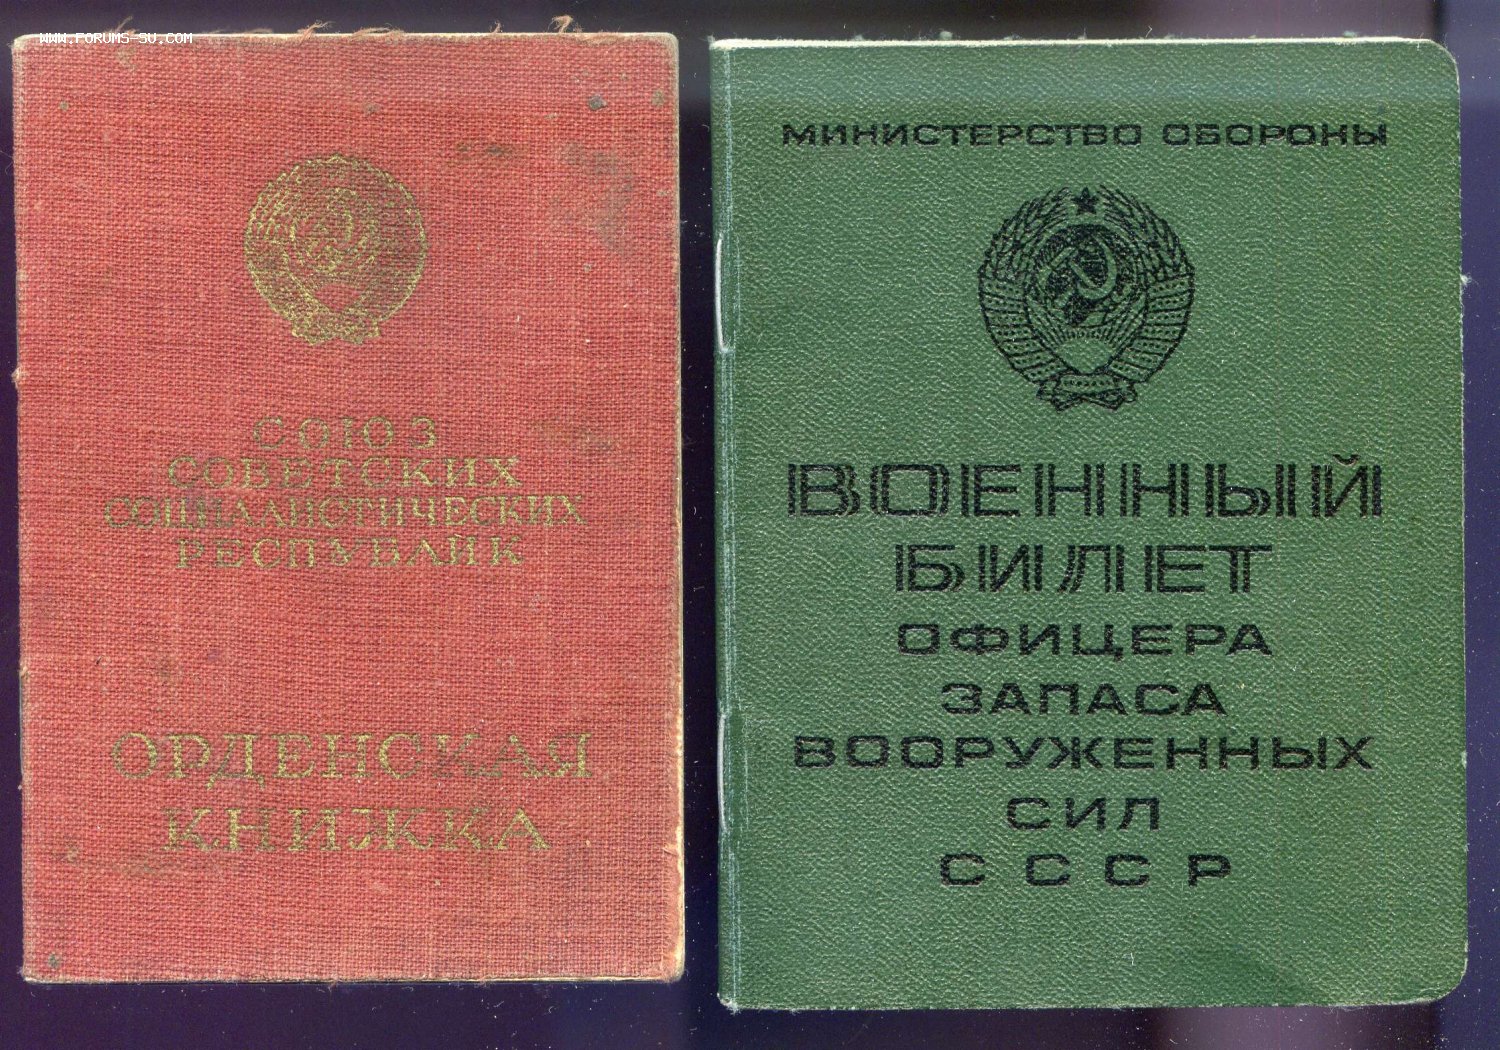 WWW.FORUMS-SU.COM
СОЮЗ
СОВЕТСКИХ
СОЦИАЛИСТИЧЕСКИХ
РЕСПУБЛИК
ОРДЕНСКАЯ
КНИЖКА
МИНИСТЕРСТВО ОБОРОНЫ
ВОЕННЫЙ
БИЛЕТ
ОФИЦЕРА
ЗАПАСА
ВООРУЖЕННЫХ
СИЛ
СССР